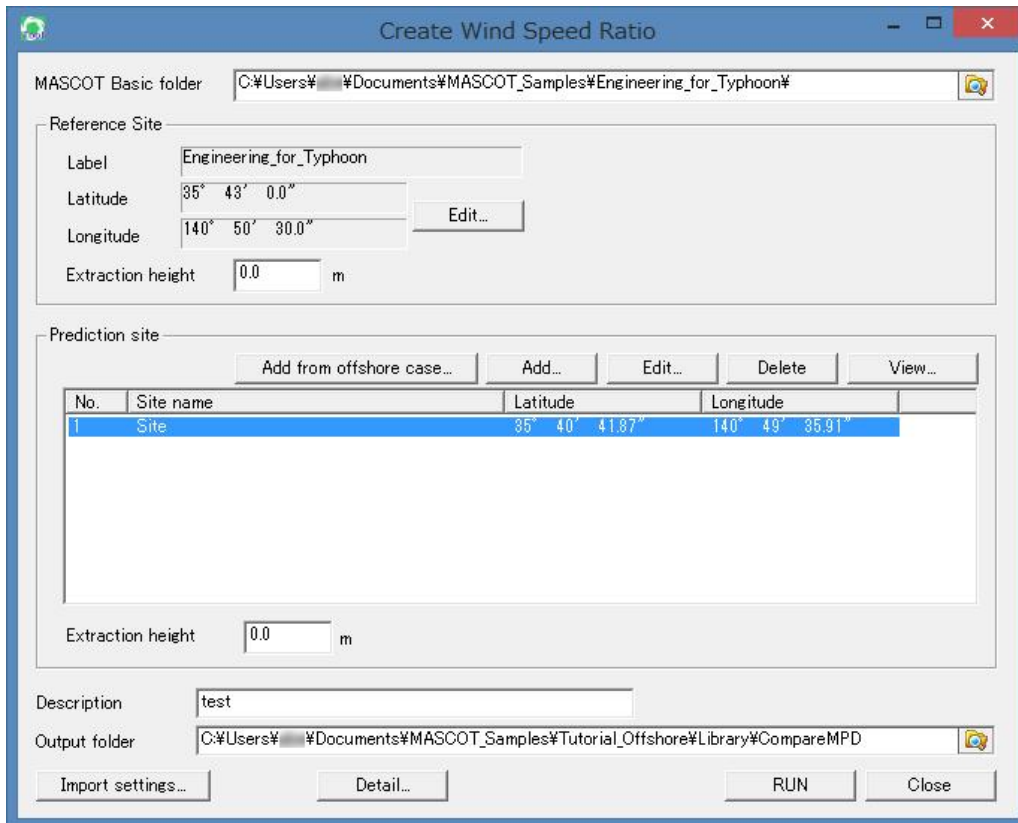 Create Wind Speed Ratio
MASCOT Basic folder C:¥Users¥ ¥Documents¥MASCOT_Samples¥Engineering_for_Typhoon¥
Reference Site
Label Engineering_for_Typhoon
Latitude 35° 43′ 0.0″
Edit...
Longitude 140° 50′ 30.0″
Extraction height 0.0 m
Prediction site
Add from offshore case... Add... Edit... Delete View...
No. Site name Latitude Longitude
1 Site 35° 40′ 41.87″ 140° 49′ 35.91″
Extraction height 0.0 m
Description test
Output folder C:¥Users¥ ¥Documents¥MASCOT_Samples¥Tutorial_Offshore¥Library¥CompareMPD
Import settings... Detail... RUN Close